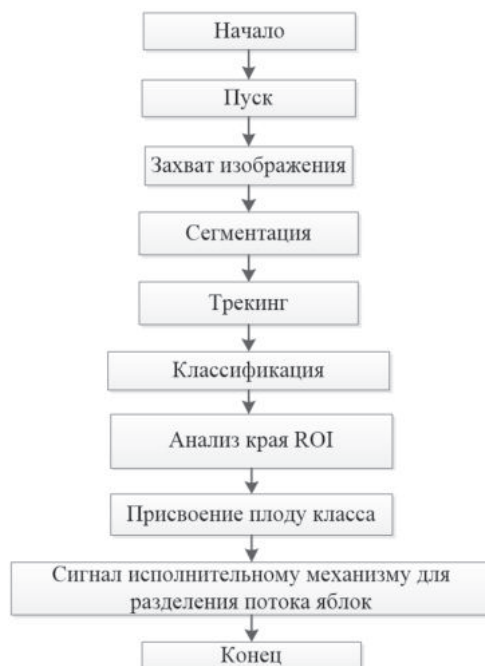 Начало
Пуск
Захват изображения
Сегментация
Трекинг
Классификация
Анализ края ROI
Присвоение плоду класса
Сигнал исполнительному механизму для
разделения потока яблок
Конец